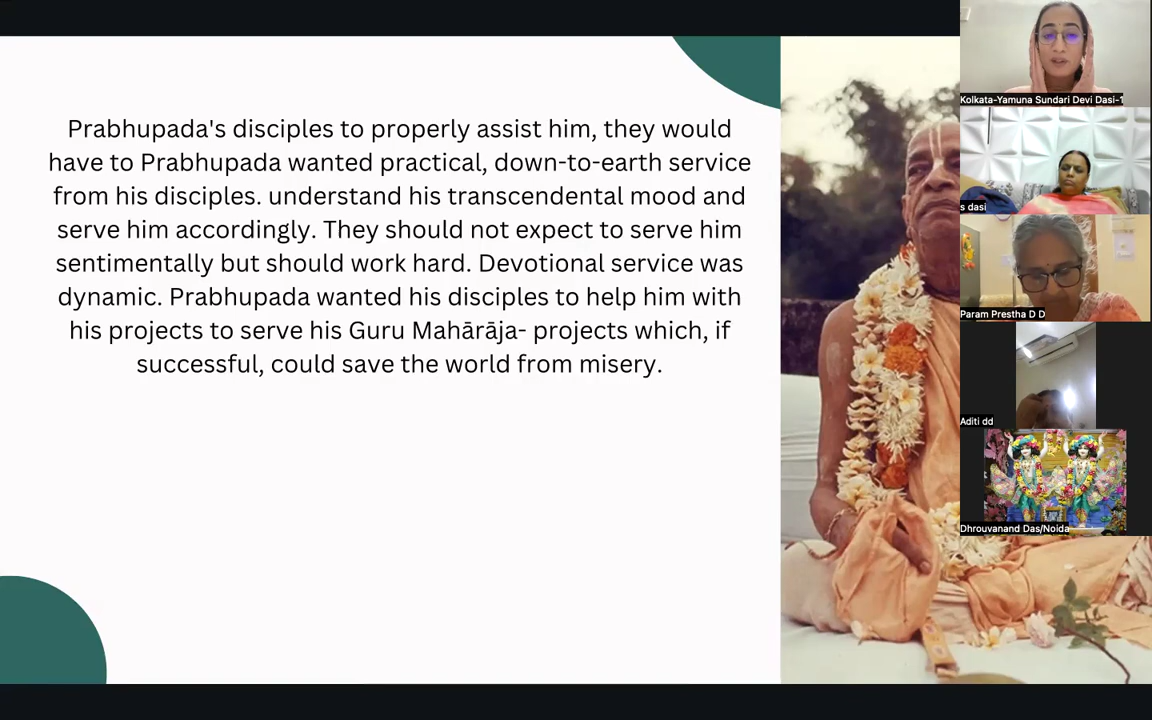 Prabhupada's disciples to properly assist him, they would
have to Prabhupada wanted practical, down-to-earth service
from his disciples. understand his transcendental mood and
serve him accordingly. They should not expect to serve him
sentimentally but should work hard. Devotional service was
dynamic. Prabhupada wanted his disciples to help him with
his projects to serve his Guru Mahārāja- projects which, if
successful, could save the world from misery.
Kolkata-Yamuna Sundari Devi Dasi-1
s dasi
Param Prestha D D
Aditi dd
Dhrouvanand Das/Noida